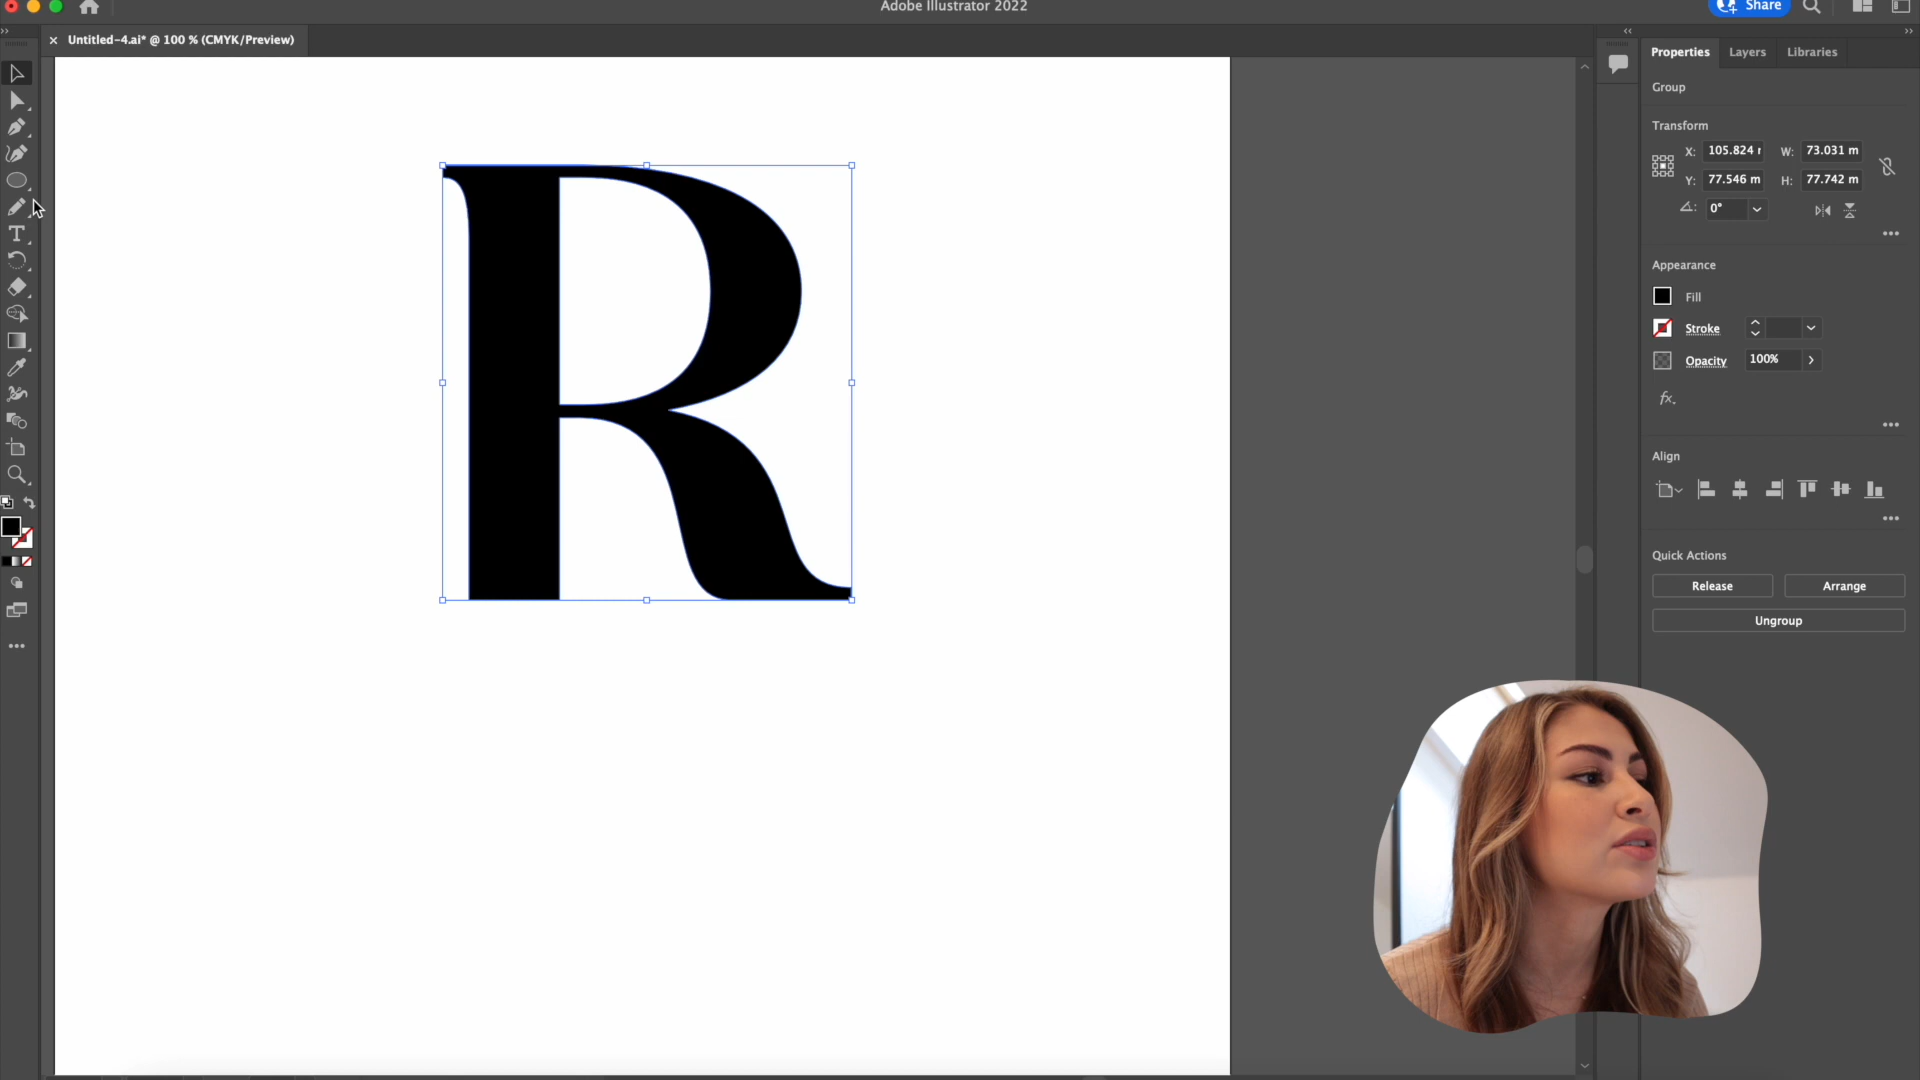 Adobe Illustrator 2022
Share
Untitled-4.ai* @ 100 % (CMYK/Preview)
Properties Layers Libraries
Group
Transform
X: 105.824 W: 73.031 m
Y: 77.546 m H: 77.742 m
0°
Appearance
Fill
Stroke
Opacity 100%
fx.
Align
Quick Actions
Release Arrange
Ungroup
R